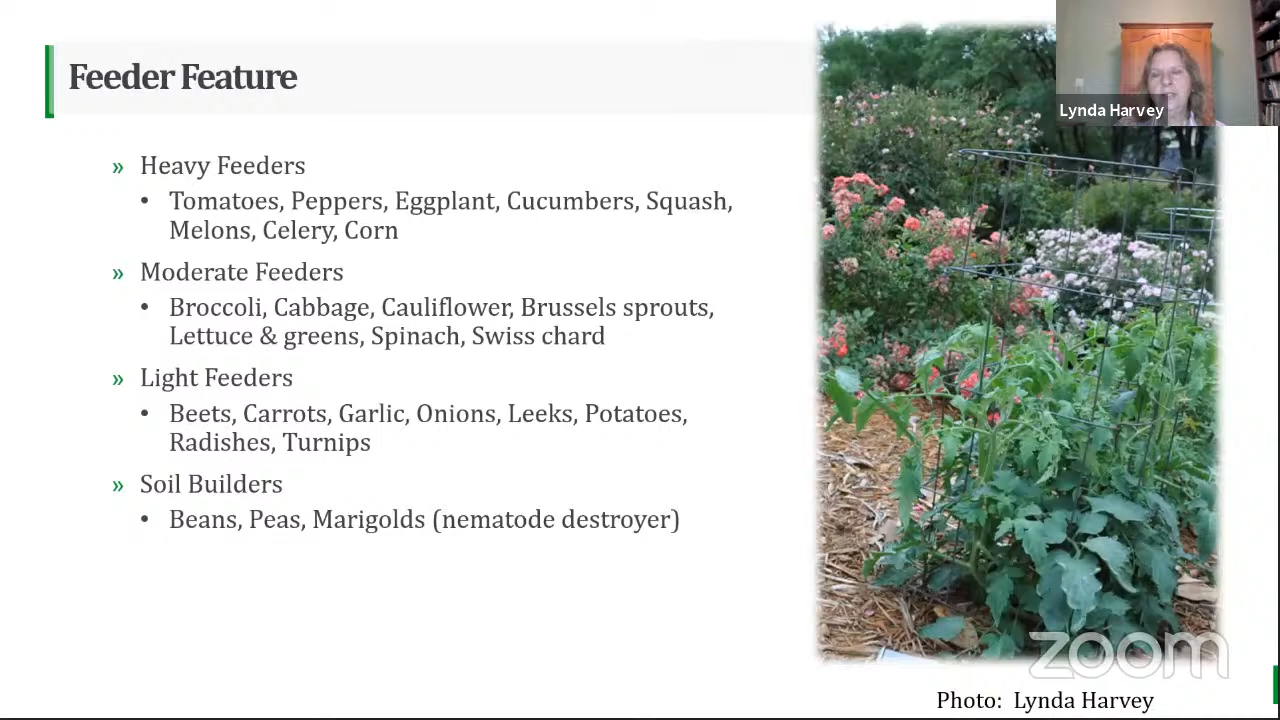 Feeder Feature
Lynda Harvey
» Heavy Feeders
• Tomatoes, Peppers, Eggplant, Cucumbers, Squash,
Melons, Celery, Corn
» Moderate Feeders
• Broccoli, Cabbage, Cauliflower, Brussels sprouts,
Lettuce & greens, Spinach, Swiss chard
» Light Feeders
• Beets, Carrots, Garlic, Onions, Leeks, Potatoes,
Radishes, Turnips
» Soil Builders
• Beans, Peas, Marigolds (nematode destroyer)
zoom
Photo: Lynda Harvey